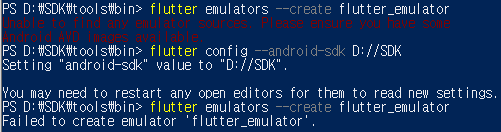 PS D:₩SDK₩tools₩bin> flutter emulators --create flutter_emulator
Unable to find any emulator sources. Please ensure you have some
Android AVD images available.
PS D:₩SDK₩tools₩bin> flutter config --android-sdk D://SDK
Setting "android-sdk" value to "D://SDK".
You may need to restart any open editors for them to read new settings.
PS D:₩SDK₩tools₩bin> flutter emulators --create flutter_emulator
Failed to create emulator 'flutter_emulator'.